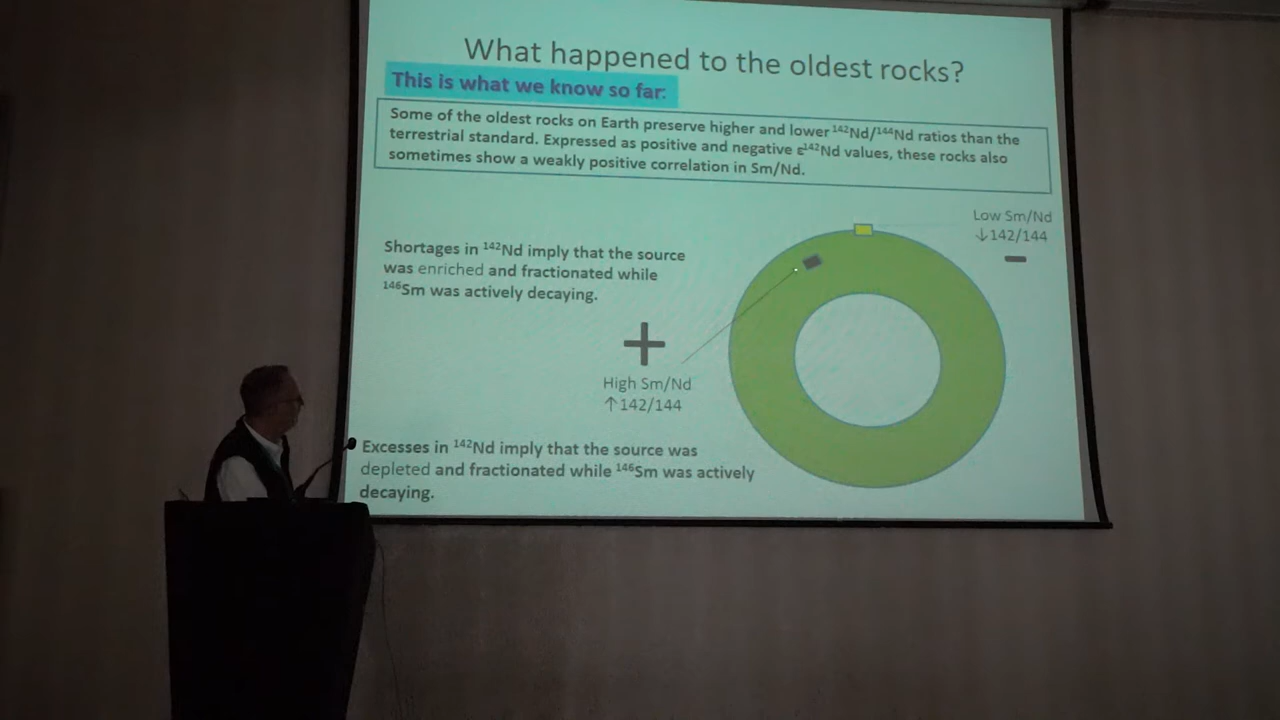 What happened to the oldest rocks?
This is what we know so far:
Some of the oldest rocks on Earth preserve higher and lower ¹⁴²Nd/¹⁴⁴Nd ratios than the
terrestrial standard. Expressed as positive and negative ε¹⁴²Nd values, these rocks also
sometimes show a weakly positive correlation in Sm/Nd.
Low Sm/Nd
↓142/144
Shortages in ¹⁴²Nd imply that the source
was enriched and fractionated while
¹⁴⁶Sm was actively decaying.
High Sm/Nd
↑142/144
Excesses in ¹⁴²Nd imply that the source was
depleted and fractionated while ¹⁴⁶Sm was actively
decaying.